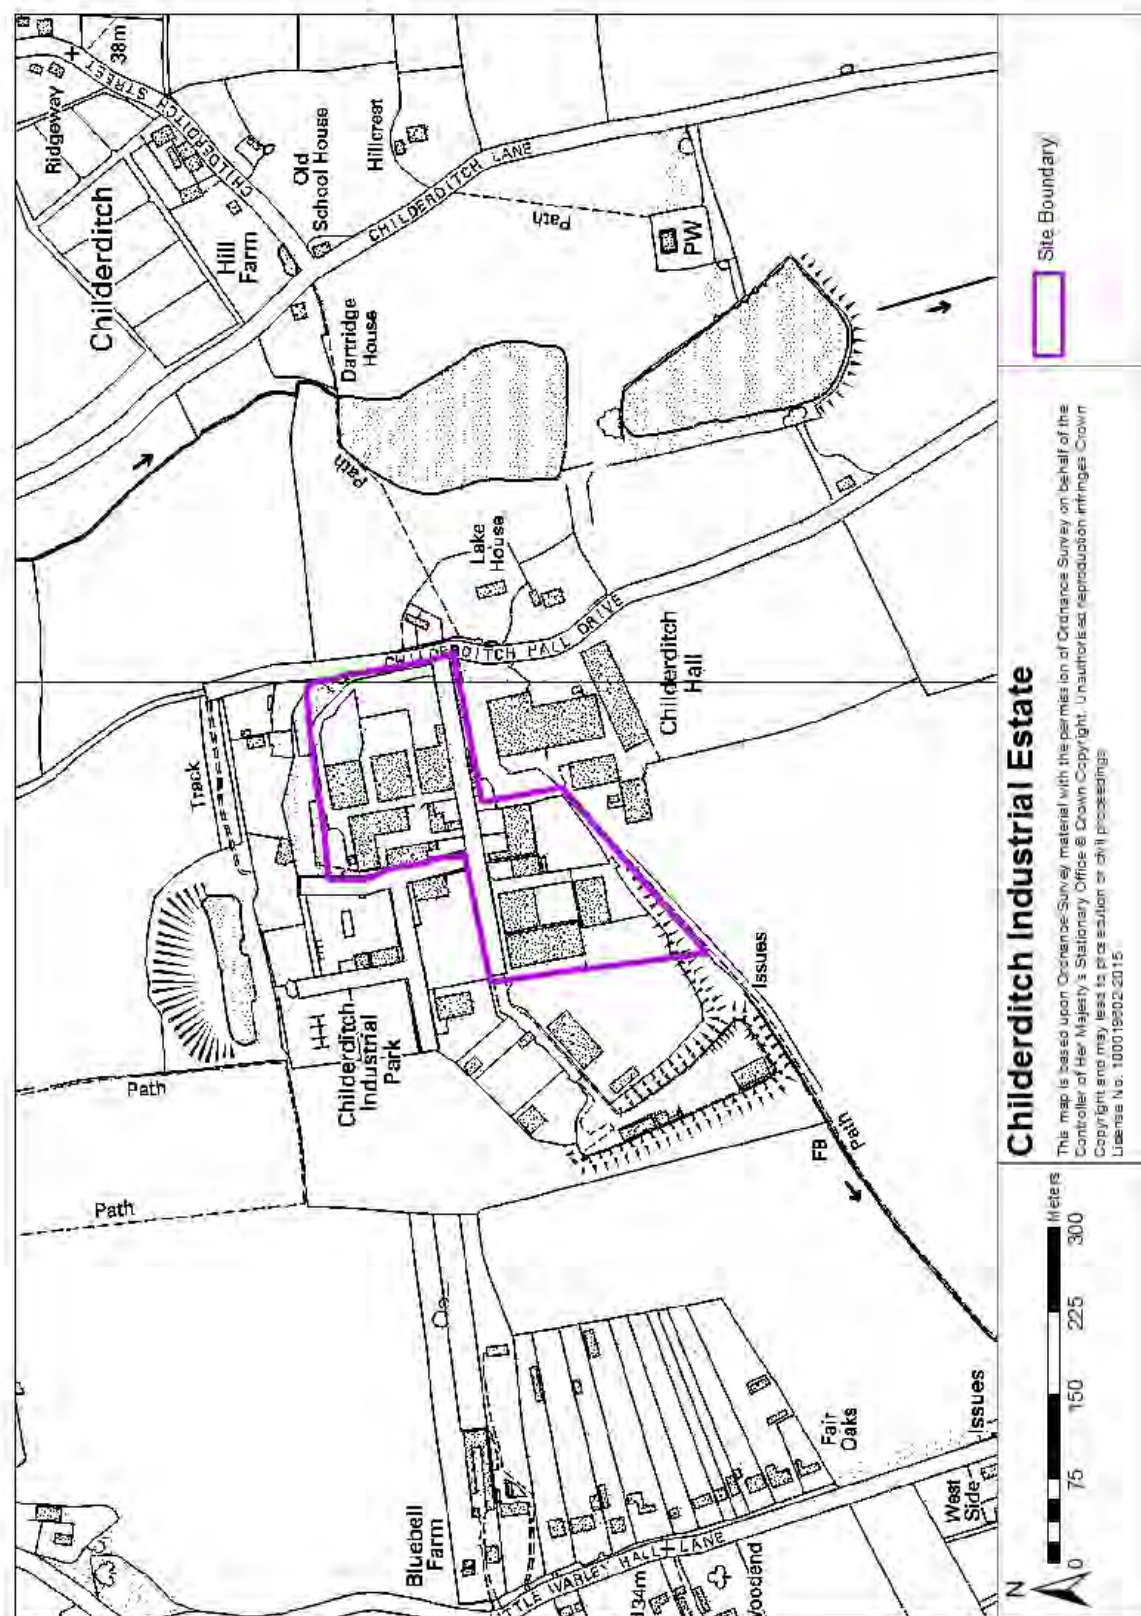 Ridgeway
38m
CHILDERDITCH STREET
Childerditch
Hill
Farm
Old
School House
Hillcrest
CHILDERDITCH LANE
Path
PW
Dartridge
House
Path
Lake
House
CHILDERDITCH HALL DRIVE
Childerditch
Hall
Track
Childerditch
Industrial
Park
Issues
Path
Path
FB
Path
Bluebell
Farm
Fair
Oaks
LITTLE WARLEY HALL LANE
134m
Woodend
West
Side
Issues
N
0 75 150 225 300
Meters
Childerditch Industrial Estate
This map is based upon Ordnance Survey material with the permission of Ordnance Survey on behalf of the
Controller of Her Majesty's Stationary Office © Crown Copyright. Unauthorised reproduction infringes Crown
Copyright and may lead to prosecution or civil proceedings
License No. 100018602 2015
Site Boundary